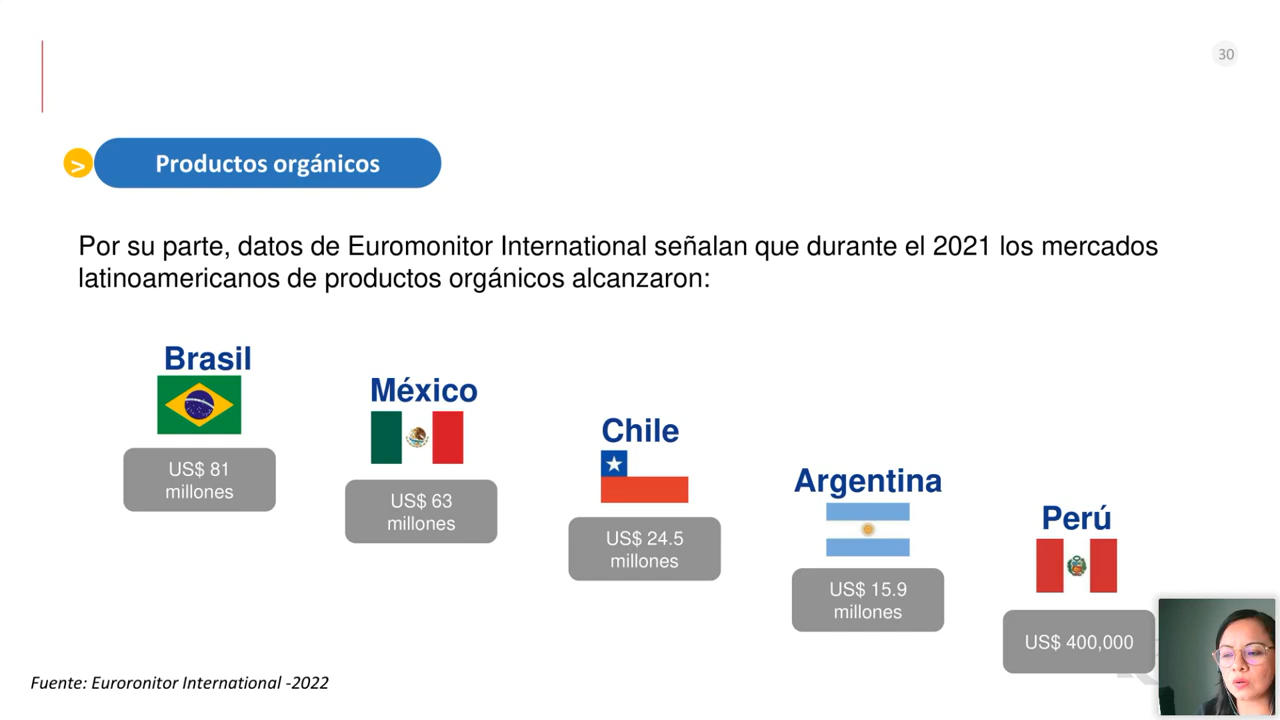 30
> Productos orgánicos
Por su parte, datos de Euromonitor International señalan que durante el 2021 los mercados
latinoamericanos de productos orgánicos alcanzaron:
Brasil
US$ 81
millones
México
US$ 63
millones
Chile
US$ 24.5
millones
Argentina
US$ 15.9
millones
Perú
US$ 400,000
Fuente: Euroronitor International -2022